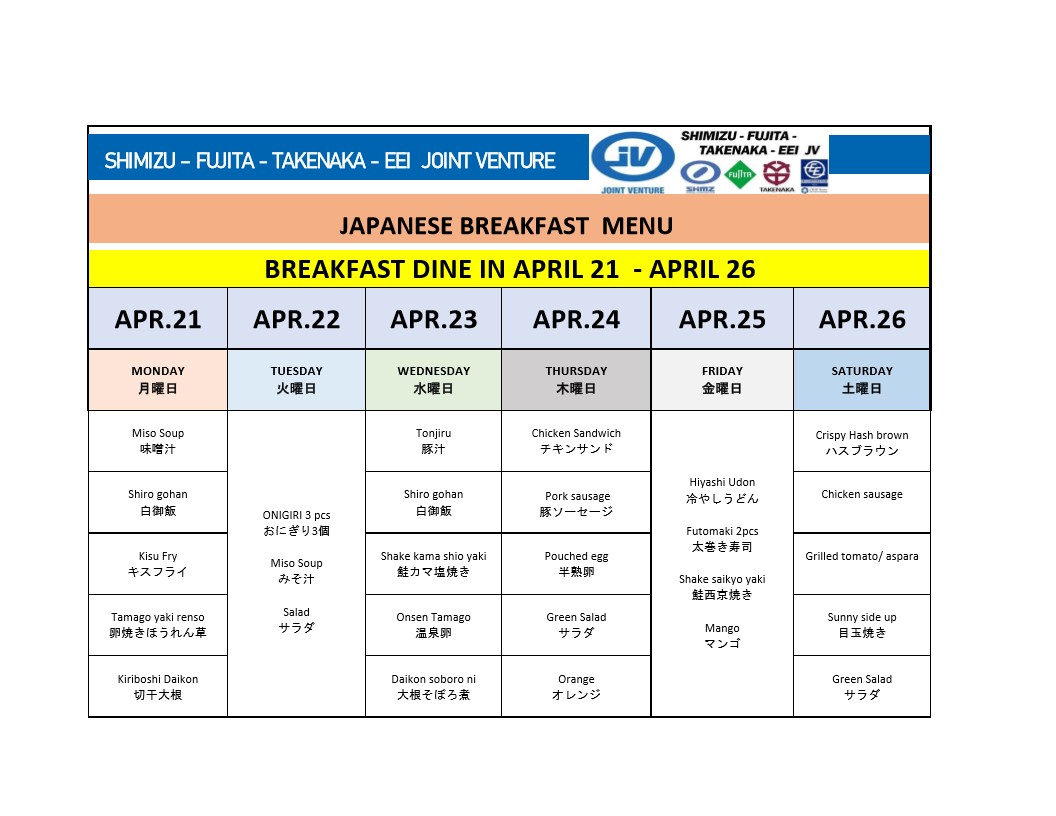 SHIMIZU – FUJITA - TAKENAKA - EEI JOINT VENTURE
JV
JOINT VENTURE
SHIMIZU - FUJITA -
TAKENAKA - EEI JV
SHMZ
FUJITA
TAKENAKA
EEI
JAPANESE BREAKFAST MENU
BREAKFAST DINE IN APRIL 21 - APRIL 26
APR.21
APR.22
APR.23
APR.24
APR.25
APR.26
MONDAY
月曜日
TUESDAY
火曜日
WEDNESDAY
水曜日
THURSDAY
木曜日
FRIDAY
金曜日
SATURDAY
土曜日
Miso Soup
味噌汁
Shiro gohan
白御飯
Kisu Fry
キスフライ
Tamago yaki renso
卵焼きほうれん草
Kiriboshi Daikon
切干大根
ONIGIRI 3 pcs
おにぎり3個
Miso Soup
みそ汁
Salad
サラダ
Tonjiru
豚汁
Shiro gohan
白御飯
Shake kama shio yaki
鮭カマ塩焼き
Onsen Tamago
温泉卵
Daikon soboro ni
大根そぼろ煮
Chicken Sandwich
チキンサンド
Pork sausage
豚ソーセージ
Pouched egg
半熟卵
Green Salad
サラダ
Orange
オレンジ
Hiyashi Udon
冷やしうどん
Futomaki 2pcs
太巻き寿司
Shake saikyo yaki
鮭西京焼き
Mango
マンゴ
Crispy Hash brown
ハスブラウン
Chicken sausage
Grilled tomato/ aspara
Sunny side up
目玉焼き
Green Salad
サラダ